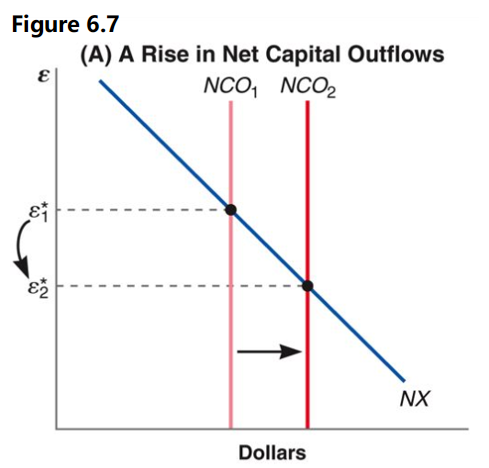 Figure 6.7
(A) A Rise in Net Capital Outflows
ε
NCO₁ NCO₂
ε₁*
ε₂*
NX
Dollars